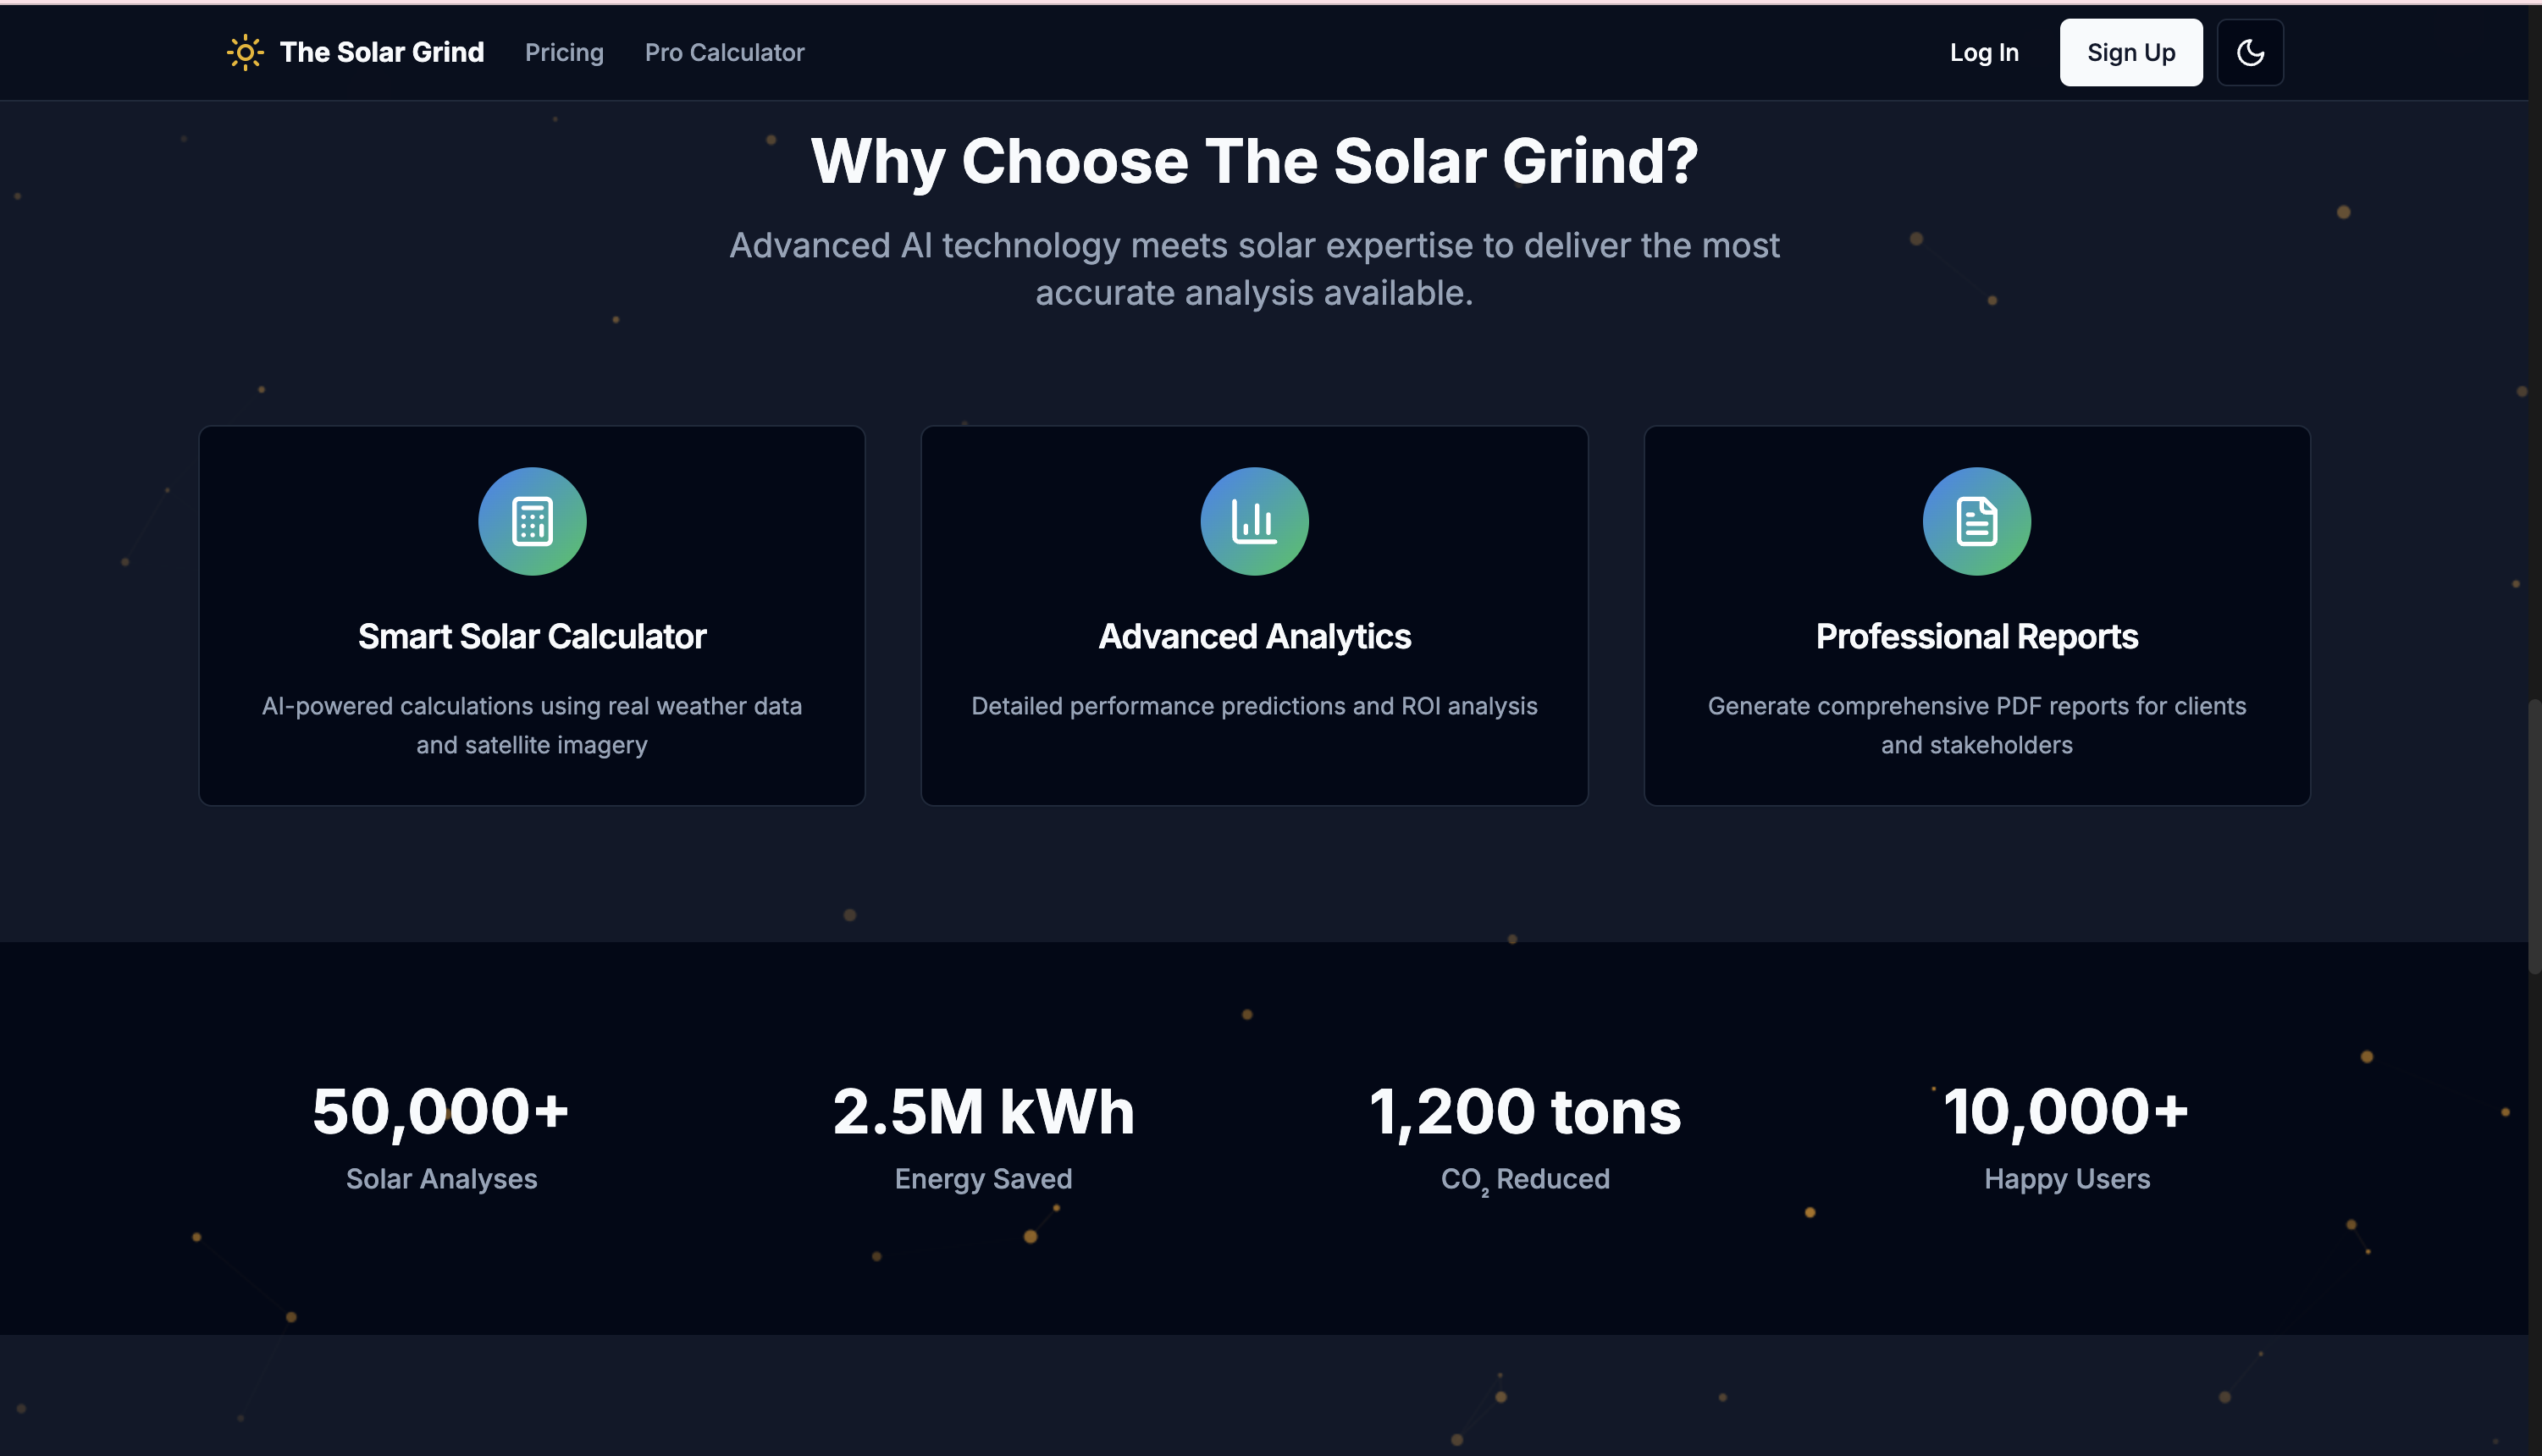 The Solar Grind
Pricing
Pro Calculator
Log In
Sign Up
Why Choose The Solar Grind?
Advanced AI technology meets solar expertise to deliver the most
accurate analysis available.
Smart Solar Calculator
AI-powered calculations using real weather data
and satellite imagery
Advanced Analytics
Detailed performance predictions and ROI analysis
Professional Reports
Generate comprehensive PDF reports for clients
and stakeholders
50,000+
Solar Analyses
2.5M kWh
Energy Saved
1,200 tons
CO₂ Reduced
10,000+
Happy Users